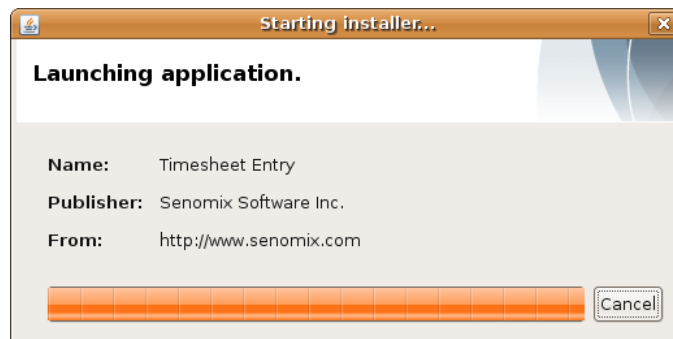 Starting installer...
Launching application.
Name: Timesheet Entry
Publisher: Senomix Software Inc.
From: http://www.senomix.com
Cancel